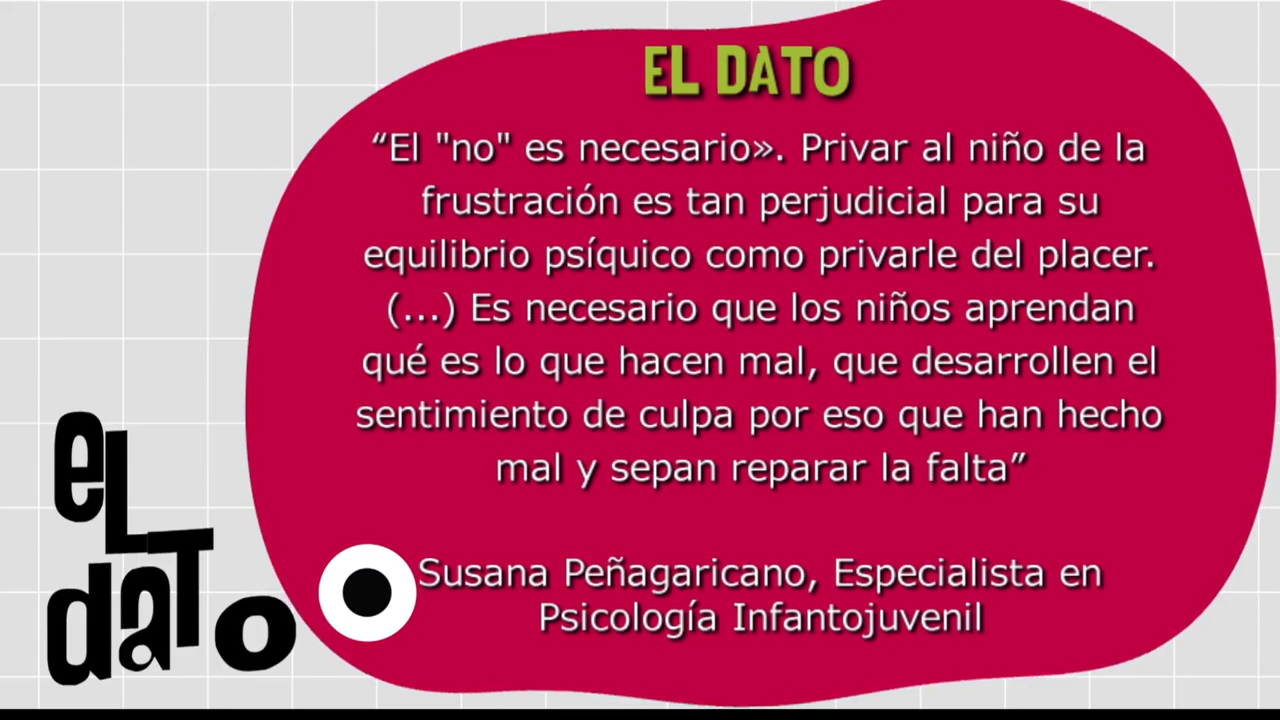 EL DATO
“El "no" es necesario». Privar al niño de la
frustración es tan perjudicial para su
equilibrio psíquico como privarle del placer.
(...) Es necesario que los niños aprendan
qué es lo que hacen mal, que desarrollen el
sentimiento de culpa por eso que han hecho
mal y sepan reparar la falta”
Susana Peñagaricano, Especialista en
Psicología Infantojuvenil
eL
daTo